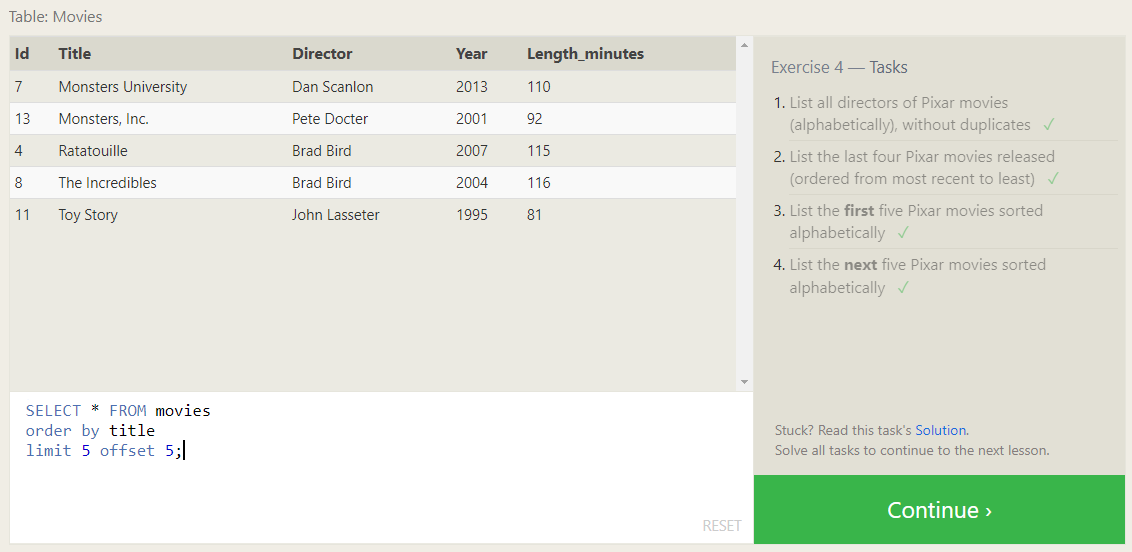 Table: Movies
Id Title Director Year Length_minutes
7 Monsters University Dan Scanlon 2013 110
13 Monsters, Inc. Pete Docter 2001 92
4 Ratatouille Brad Bird 2007 115
8 The Incredibles Brad Bird 2004 116
11 Toy Story John Lasseter 1995 81
SELECT * FROM movies
order by title
limit 5 offset 5;
RESET
Exercise 4 — Tasks
1. List all directors of Pixar movies
(alphabetically), without duplicates ✓
2. List the last four Pixar movies released
(ordered from most recent to least) ✓
3. List the first five Pixar movies sorted
alphabetically ✓
4. List the next five Pixar movies sorted
alphabetically ✓
Stuck? Read this task's Solution.
Solve all tasks to continue to the next lesson.
Continue ›